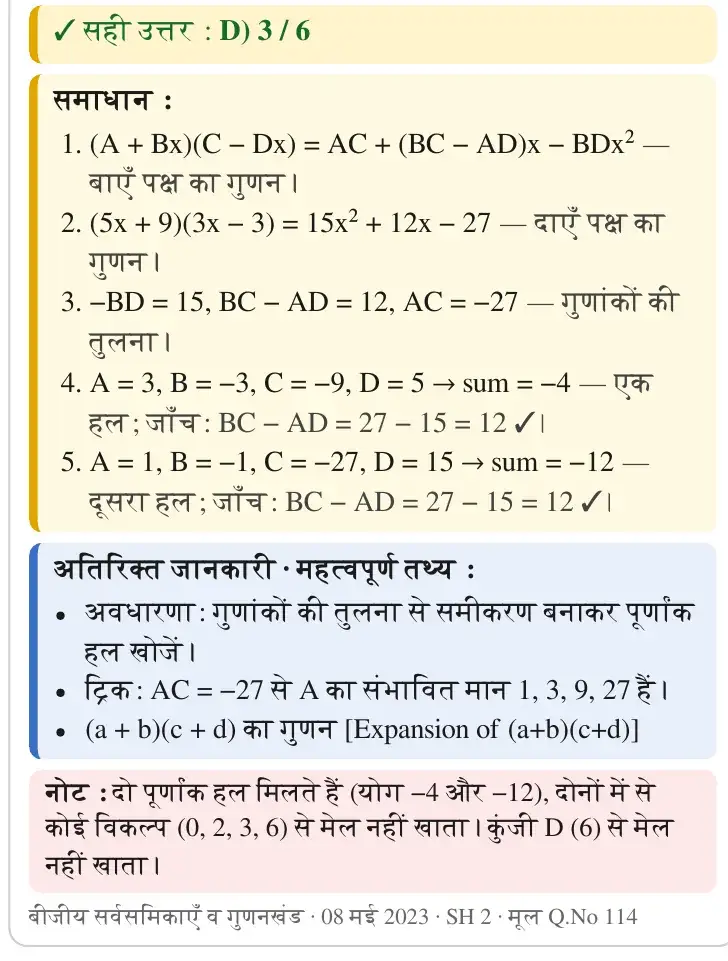 ✓ सही उत्तर : D) 3 / 6
समाधान :
1. (A + Bx)(C − Dx) = AC + (BC − AD)x − BDx² —
बाएँ पक्ष का गुणन।
2. (5x + 9)(3x − 3) = 15x² + 12x − 27 — दाएँ पक्ष का
गुणन।
3. −BD = 15, BC − AD = 12, AC = −27 — गुणांकों की
तुलना।
4. A = 3, B = −3, C = −9, D = 5 → sum = −4 — एक
हल ; जाँच : BC − AD = 27 − 15 = 12 ✓।
5. A = 1, B = −1, C = −27, D = 15 → sum = −12 —
दूसरा हल ; जाँच : BC − AD = 27 − 15 = 12 ✓।
अतिरिक्त जानकारी · महत्वपूर्ण तथ्य :
• अवधारणा : गुणांकों की तुलना से समीकरण बनाकर पूर्णांक
हल खोजें।
• ट्रिक : AC = −27 से A का संभावित मान 1, 3, 9, 27 हैं।
• (a + b)(c + d) का गुणन [Expansion of (a+b)(c+d)]
नोट : दो पूर्णांक हल मिलते हैं (योग −4 और −12), दोनों में से
कोई विकल्प (0, 2, 3, 6) से मेल नहीं खाता। कुंजी D (6) से मेल
नहीं खाता।
बीजीय सर्वसमिकाएँ व गुणनखंड · 08 मई 2023 · SH 2 · मूल Q.No 114